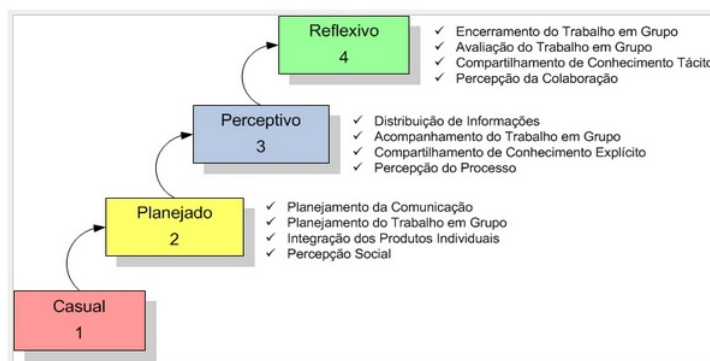 Reflexivo
4
✓ Encerramento do Trabalho em Grupo
✓ Avaliação do Trabalho em Grupo
✓ Compartilhamento de Conhecimento Tácito
✓ Percepção da Colaboração
Perceptivo
3
✓ Distribuição de Informações
✓ Acompanhamento do Trabalho em Grupo
✓ Compartilhamento de Conhecimento Explícito
✓ Percepção do Processo
Planejado
2
✓ Planejamento da Comunicação
✓ Planejamento do Trabalho em Grupo
✓ Integração dos Produtos Individuais
✓ Percepção Social
Casual
1